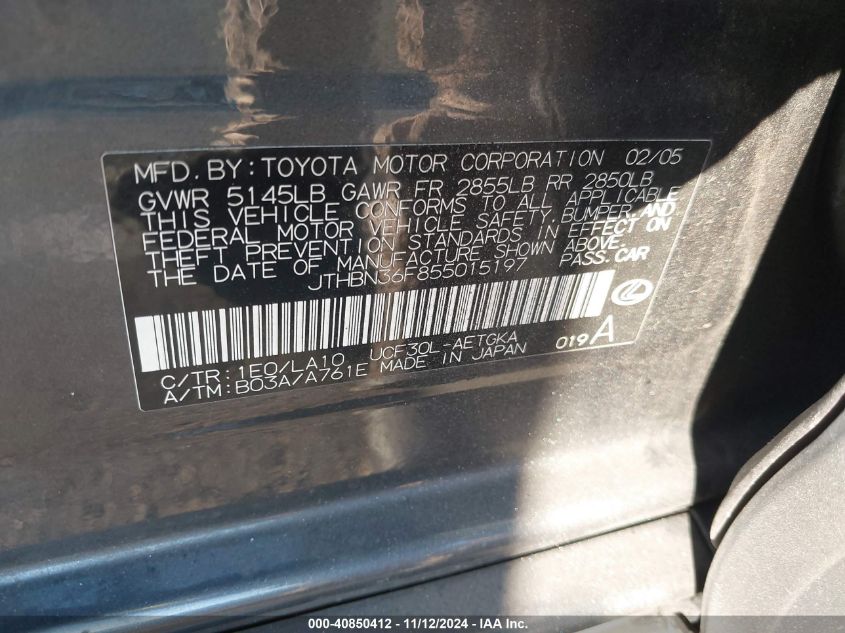 MFD. BY: TOYOTA MOTOR CORPORATION 02/05
GVWR 5145LB GAWR FR 2855LB RR 2850LB
THIS VEHICLE CONFORMS TO ALL APPLICABLE
FEDERAL MOTOR VEHICLE SAFETY, BUMPER, AND
THEFT PREVENTION STANDARDS IN EFFECT ON
THE DATE OF MANUFACTURE SHOWN ABOVE.
JTHBN36F855015197 PASS. CAR
C/TR: 1E0/LA10 UCF30L-AETGKA
A/TM: B03A/A761E MADE IN JAPAN 019A
000-40850412 - 11/12/2024 - IAA Inc.